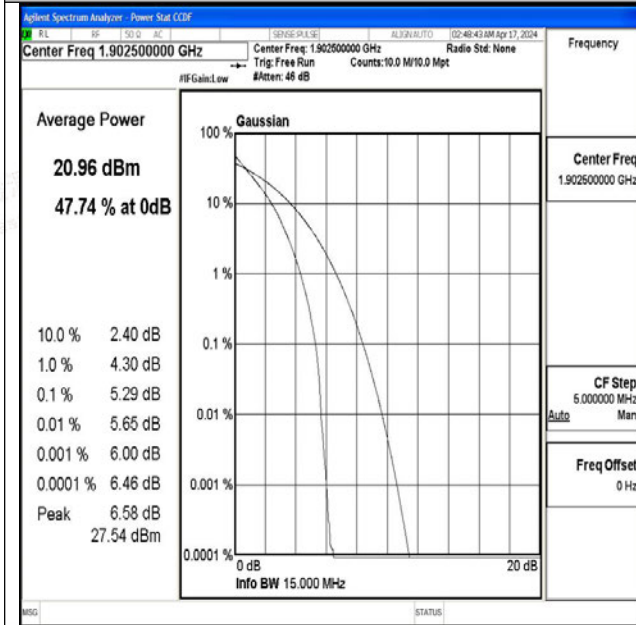 Agilent Spectrum Analyzer - Power Stat CCDF
RL RF 50 Ω AC SENSE:PULSE ALIGNAUTO 02:48:43 AM Apr 17, 2024
Center Freq 1.902500000 GHz
Center Freq: 1.902500000 GHz Radio Std: None
Trig: Free Run Counts:10.0 M/10.0 Mpt
#IFGain:Low #Atten: 46 dB
Average Power
20.96 dBm
47.74 % at 0dB
10.0 % 2.40 dB
1.0 % 4.30 dB
0.1 % 5.29 dB
0.01 % 5.65 dB
0.001 % 6.00 dB
0.0001 % 6.46 dB
Peak 6.58 dB
27.54 dBm
Gaussian
100 %
10 %
1 %
0.1 %
0.01 %
0.001 %
0.0001 %
0 dB 20 dB
Info BW 15.000 MHz
Frequency
Center Freq
1.902500000 GHz
CF Step
5.000000 MHz
Auto Man
Freq Offset
0 Hz
MSG STATUS